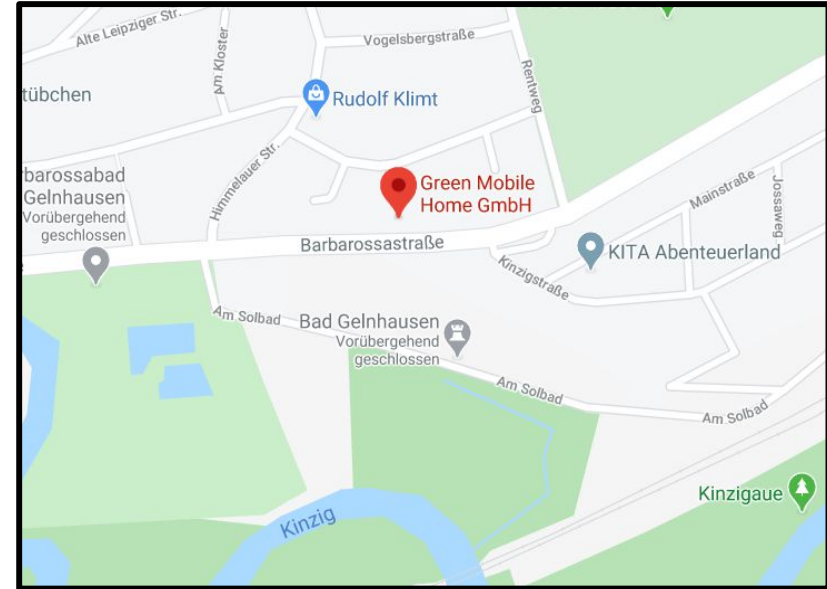 Alte Leipziger Str.
Am Kloster
Vogelsbergstraße
Rentweg
tübchen
Rudolf Klimt
Himmelauer Str.
rbarossabad
Gelnhausen
Vorübergehend
geschlossen
Green Mobile
Home GmbH
Mainstraße
Jossaweg
Barbarossastraße
KITA Abenteuerland
Kinzigstraße
Am Solbad
Bad Gelnhausen
Vorübergehend
geschlossen
Am Solbad
Am Solbad
Kinzigaue
Kinzig